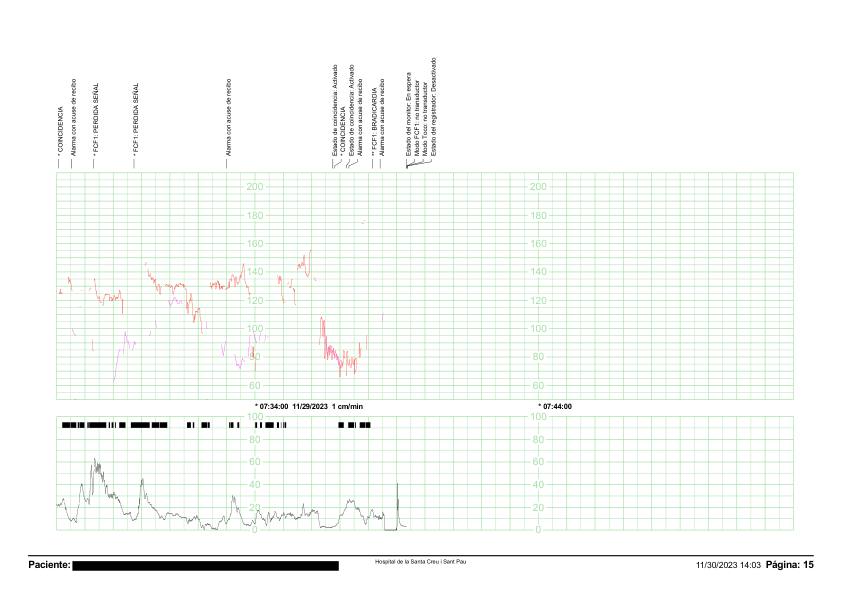 * COINCIDENCIA
Alarma con acuse de recibo
* FCF1: PERDIDA SEÑAL
* FCF1: PERDIDA SEÑAL
Alarma con acuse de recibo
Estado de coincidencia: Activado
* COINCIDENCIA
Estado de coincidencia: Activado
Alarma con acuse de recibo
** FCF1: BRADICARDIA
Alarma con acuse de recibo
Estado del monitor: En espera
Modo FCF1: no transductor
Modo Toco: no transductor
Estado del registrador: Desactivado
200 200
180 180
160 160
140 140
120 120
100 100
80 80
60 60
* 07:34:00 11/29/2023 1 cm/min * 07:44:00
100 100
80 80
60 60
40 40
20 20
0 0
Paciente: Hospital de la Santa Creu i Sant Pau 11/30/2023 14:03 Página: 15